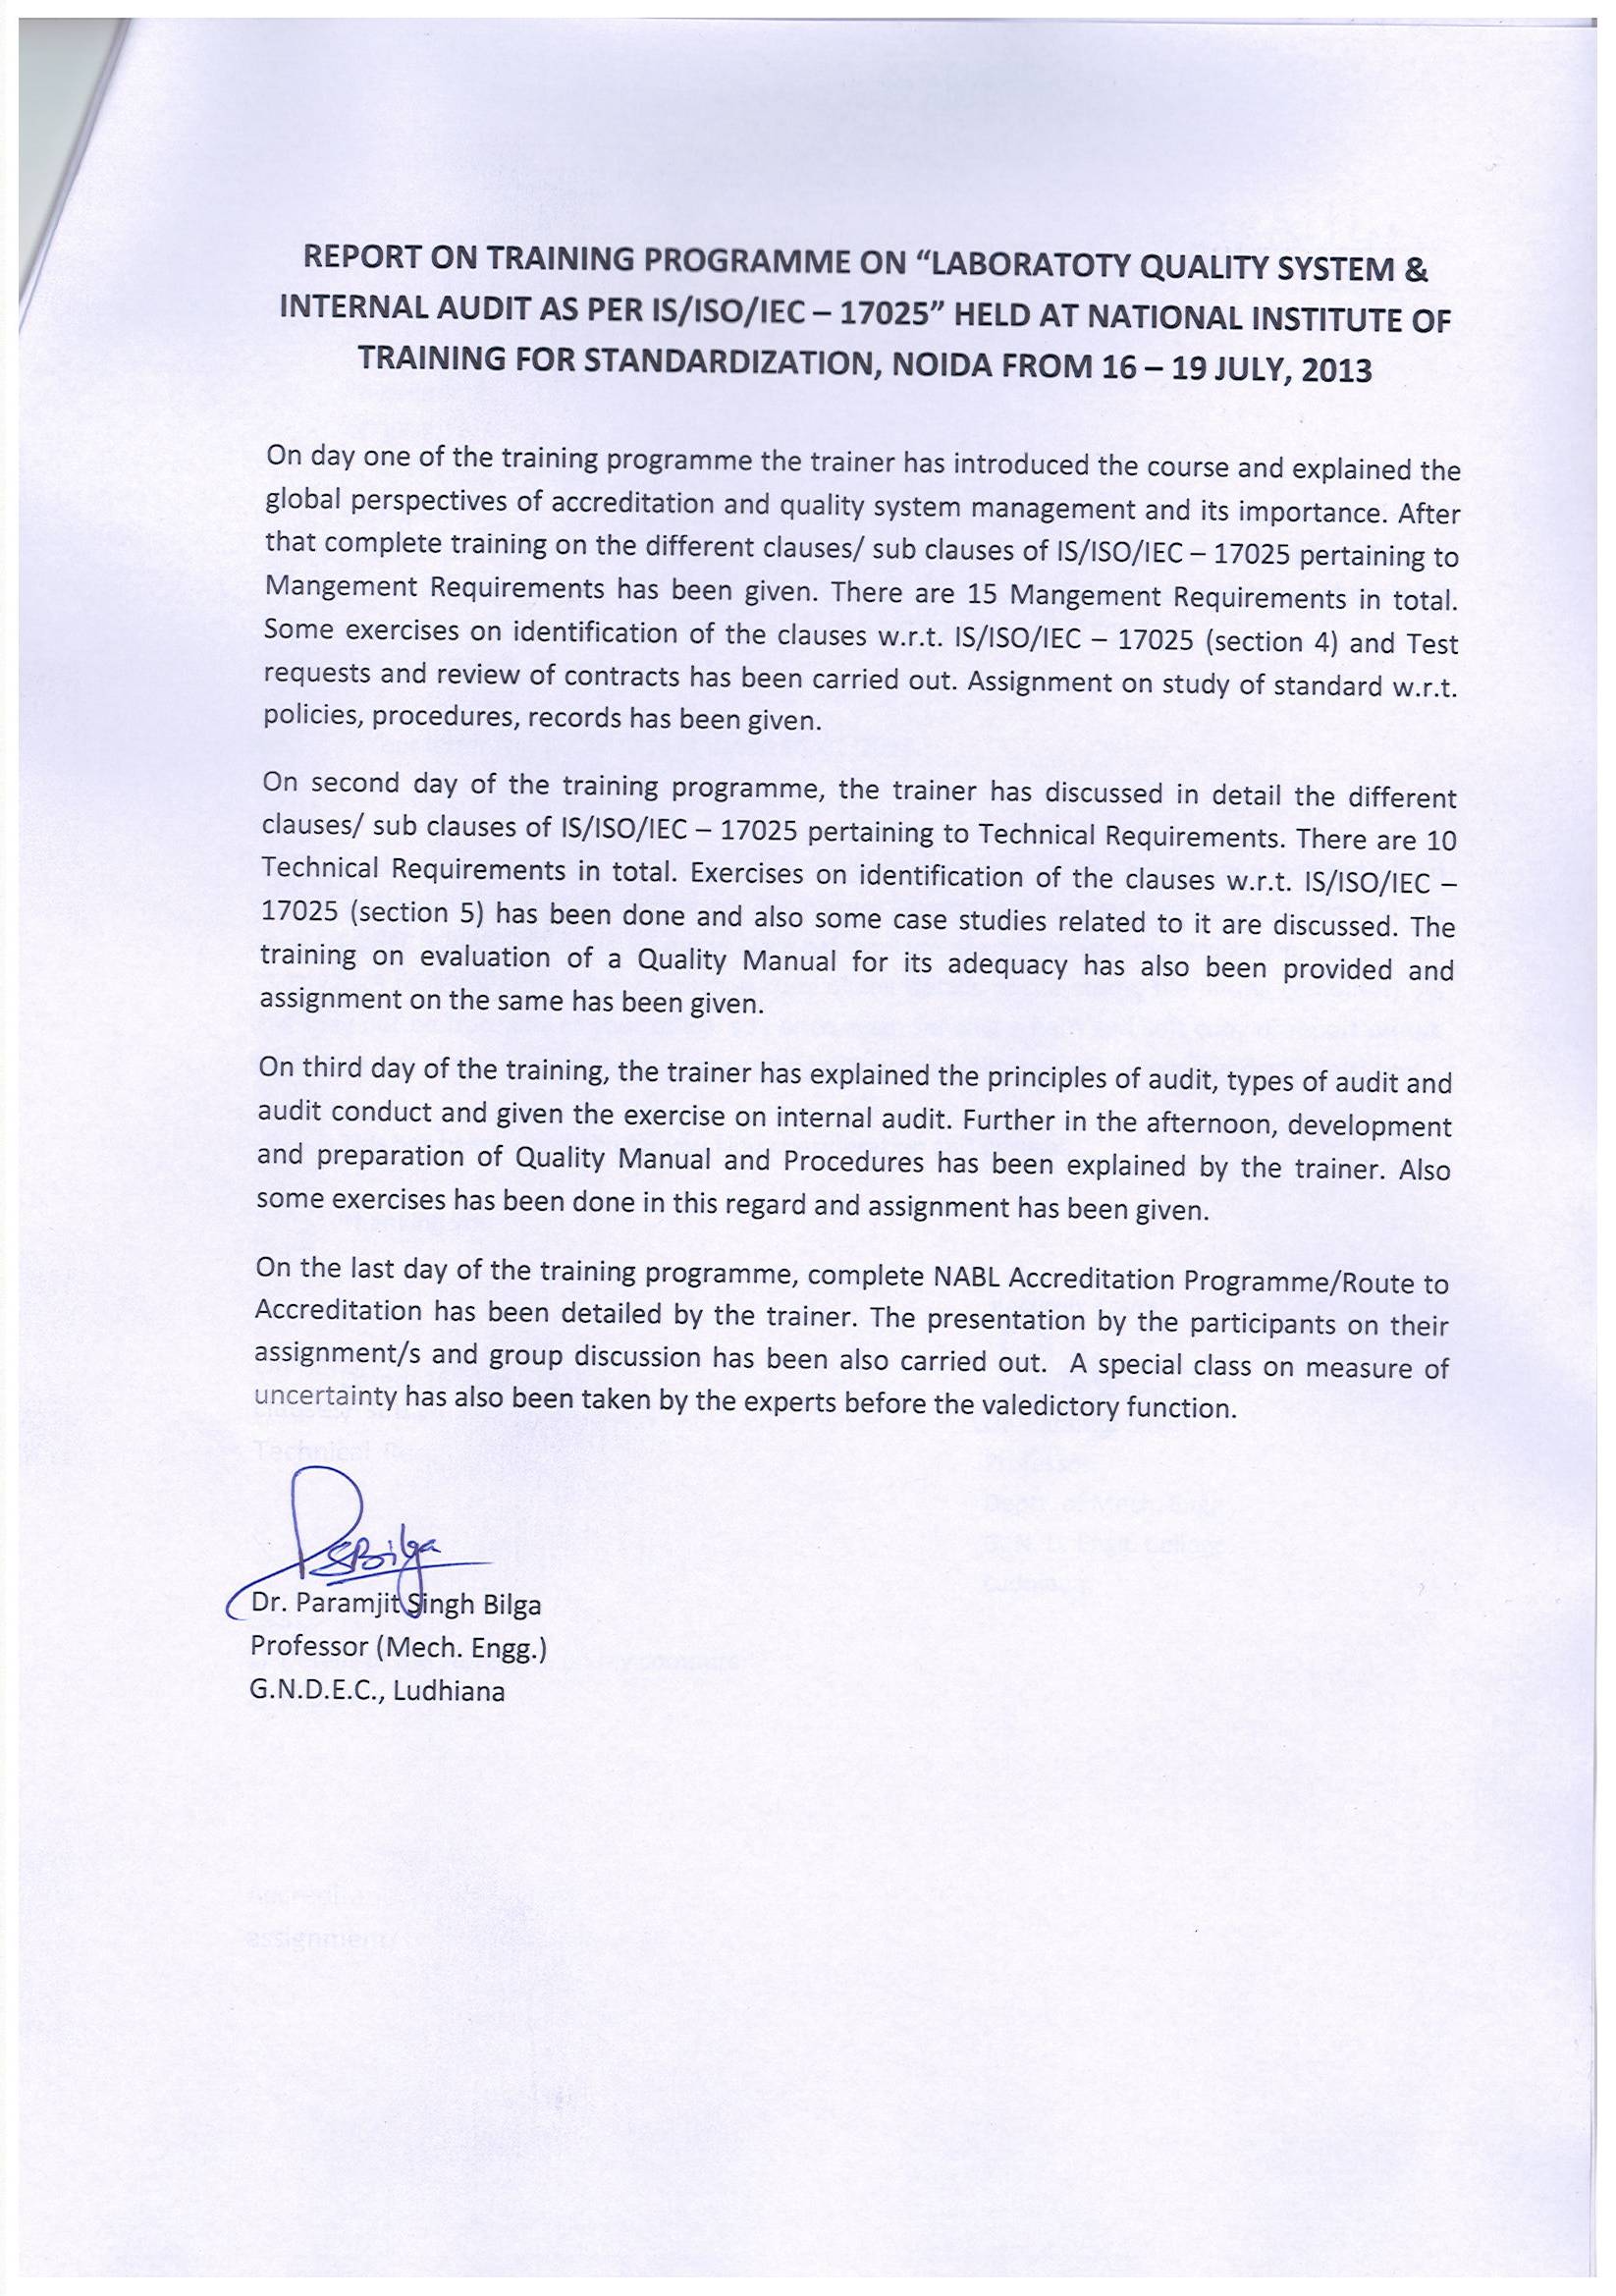 REPORT ON TRAINING PROGRAMME ON “LABORATOTY QUALITY SYSTEM &
INTERNAL AUDIT AS PER IS/ISO/IEC – 17025” HELD AT NATIONAL INSTITUTE OF
TRAINING FOR STANDARDIZATION, NOIDA FROM 16 – 19 JULY, 2013
On day one of the training programme the trainer has introduced the course and explained the
global perspectives of accreditation and quality system management and its importance. After
that complete training on the different clauses/ sub clauses of IS/ISO/IEC – 17025 pertaining to
Mangement Requirements has been given. There are 15 Mangement Requirements in total.
Some exercises on identification of the clauses w.r.t. IS/ISO/IEC – 17025 (section 4) and Test
requests and review of contracts has been carried out. Assignment on study of standard w.r.t.
policies, procedures, records has been given.
On second day of the training programme, the trainer has discussed in detail the different
clauses/ sub clauses of IS/ISO/IEC – 17025 pertaining to Technical Requirements. There are 10
Technical Requirements in total. Exercises on identification of the clauses w.r.t. IS/ISO/IEC –
17025 (section 5) has been done and also some case studies related to it are discussed. The
training on evaluation of a Quality Manual for its adequacy has also been provided and
assignment on the same has been given.
On third day of the training, the trainer has explained the principles of audit, types of audit and
audit conduct and given the exercise on internal audit. Further in the afternoon, development
and preparation of Quality Manual and Procedures has been explained by the trainer. Also
some exercises has been done in this regard and assignment has been given.
On the last day of the training programme, complete NABL Accreditation Programme/Route to
Accreditation has been detailed by the trainer. The presentation by the participants on their
assignment/s and group discussion has been also carried out.  A special class on measure of
uncertainty has also been taken by the experts before the valedictory function.
PSBilga
Dr. Paramjit Singh Bilga
Professor (Mech. Engg.)
G.N.D.E.C., Ludhiana